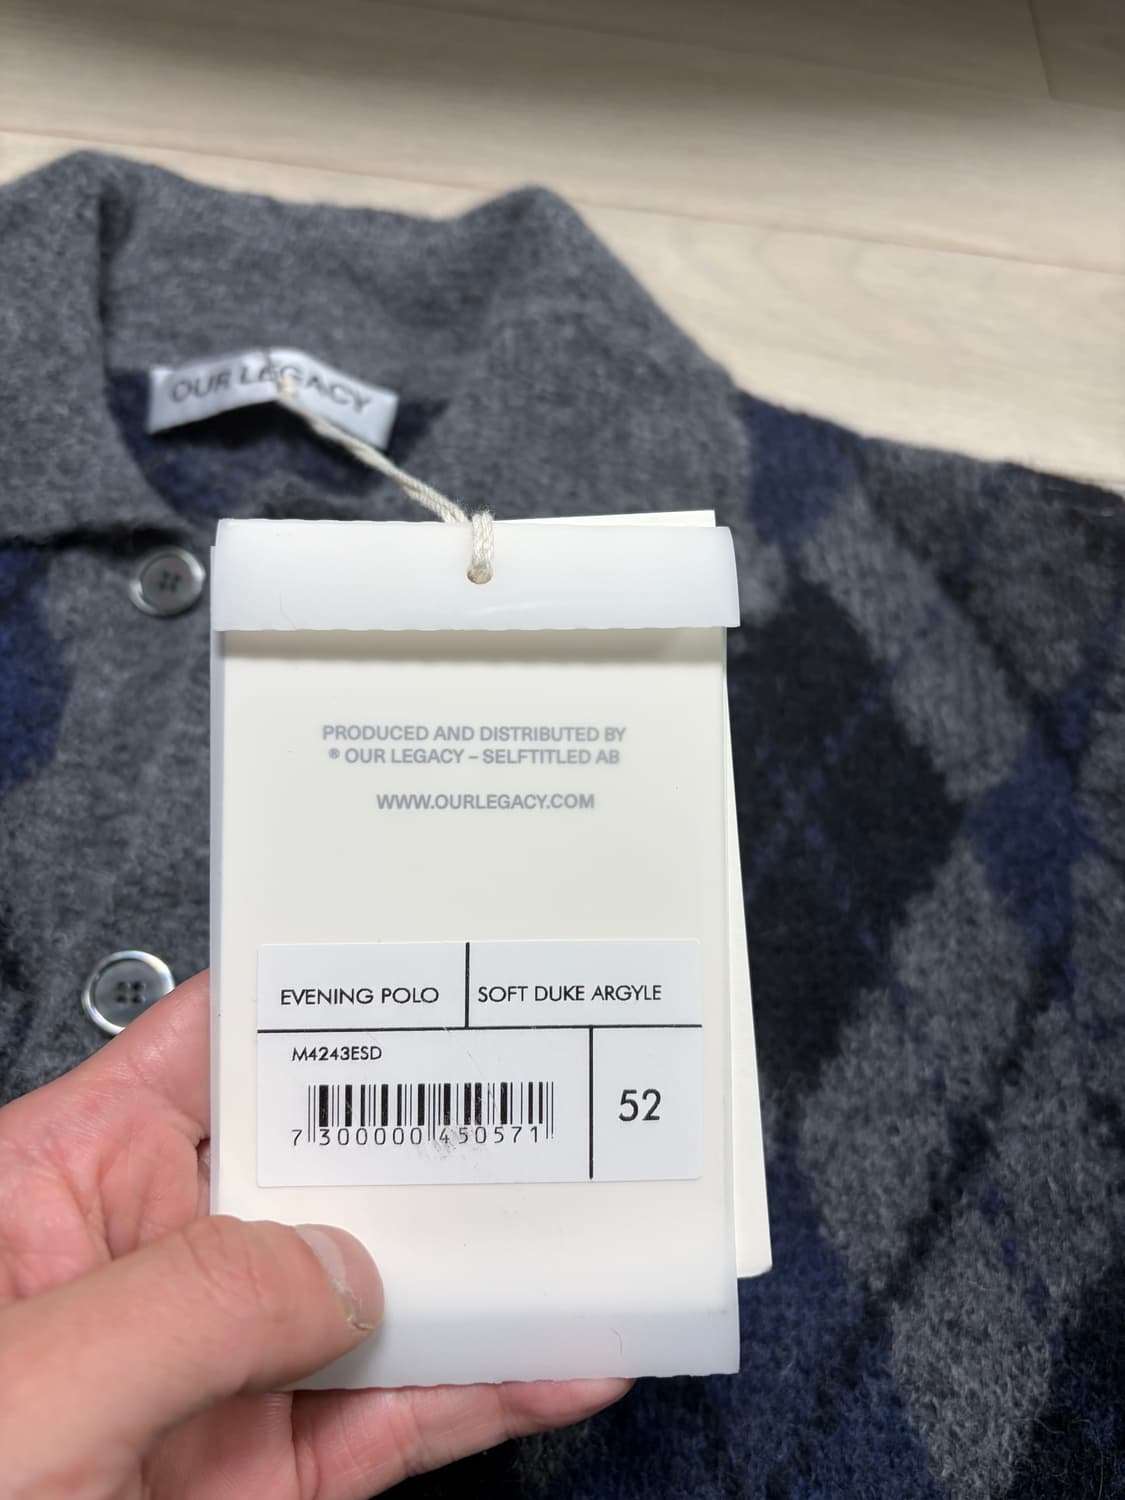 OUR LEGACY
PRODUCED AND DISTRIBUTED BY
® OUR LEGACY – SELFTITLED AB
WWW.OURLEGACY.COM
EVENING POLO
SOFT DUKE ARGYLE
M4243ESD
7 300000 450571
52